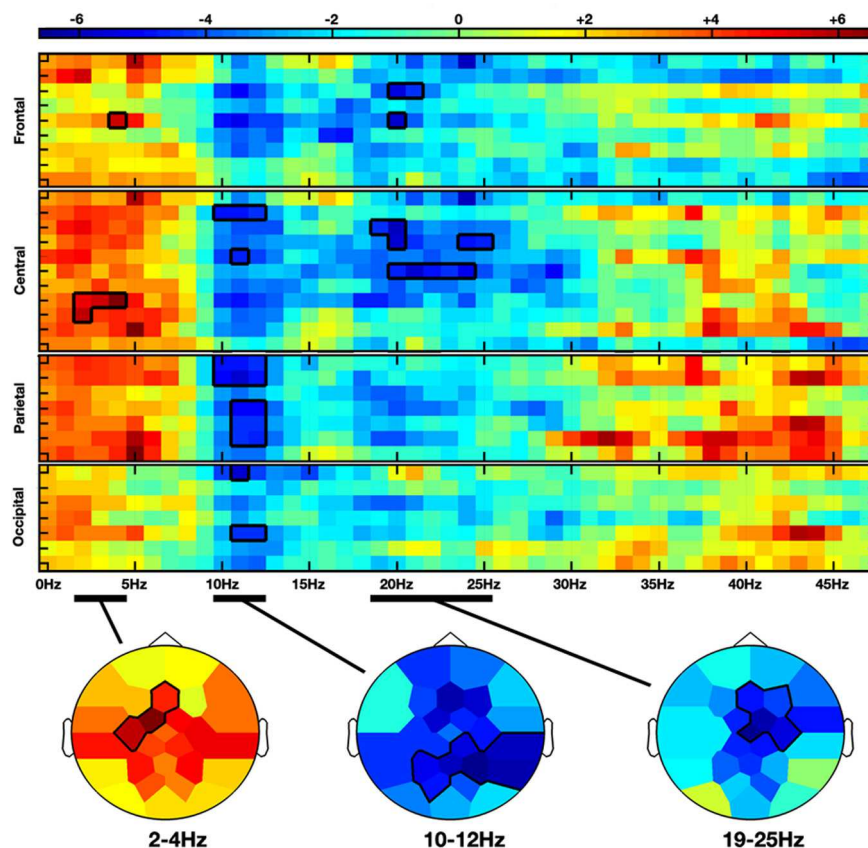 -6 -4 -2 0 +2 +4 +6
Frontal
Central
Parietal
Occipital
0Hz 5Hz 10Hz 15Hz 20Hz 25Hz 30Hz 35Hz 40Hz 45Hz
2-4Hz 10-12Hz 19-25Hz